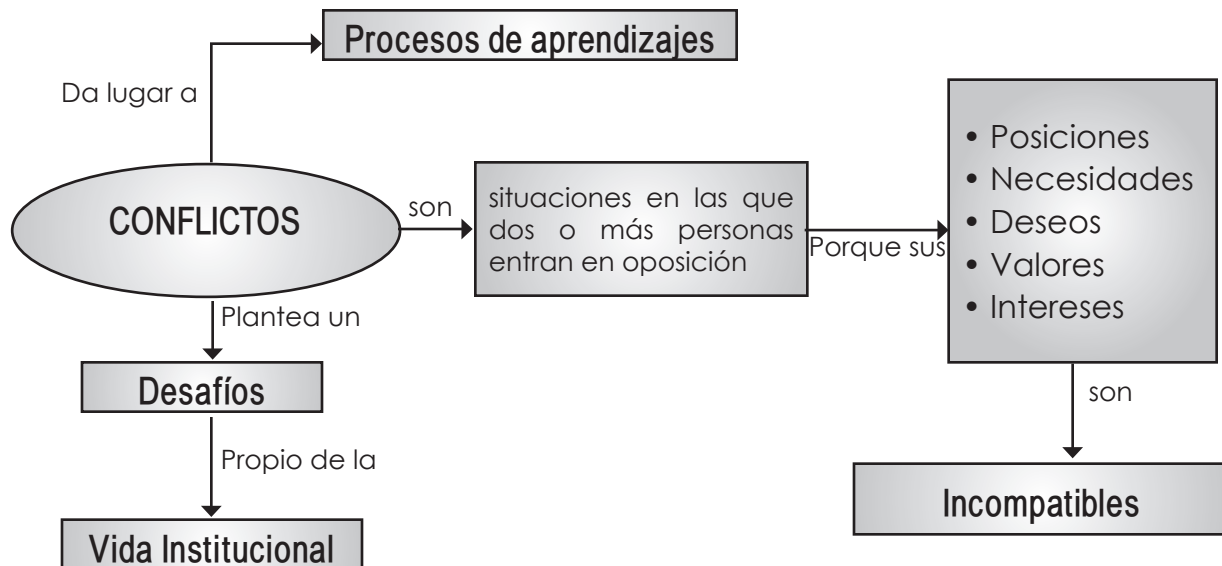 Procesos de aprendizajes
Da lugar a
CONFLICTOS
son
situaciones en las que
dos o más personas
entran en oposición
Porque sus
• Posiciones
• Necesidades
• Deseos
• Valores
• Intereses
son
Incompatibles
Plantea un
Desafíos
Propio de la
Vida Institucional